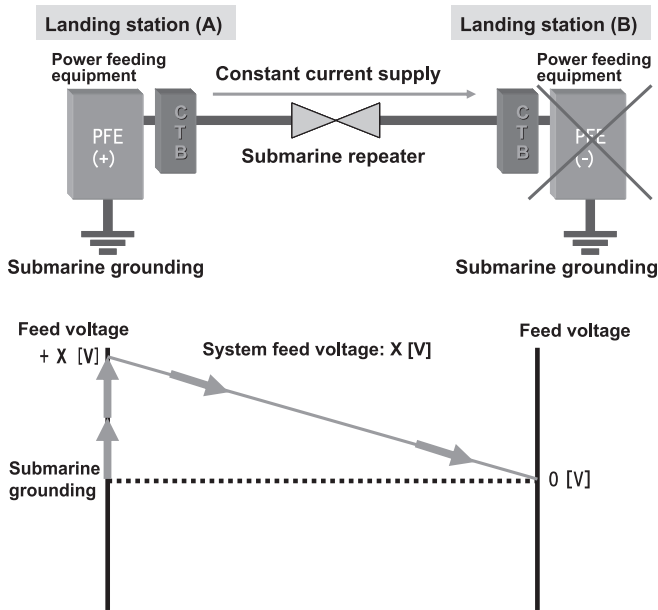 Landing station (A)
Landing station (B)
Power feeding
equipment
Power feeding
equipment
Constant current supply
PFE
(+)
C
T
B
Submarine repeater
C
T
B
PFE
(-)
Submarine grounding
Submarine grounding
Feed voltage
+ X [V]
System feed voltage: X [V]
Feed voltage
Submarine
grounding
0 [V]